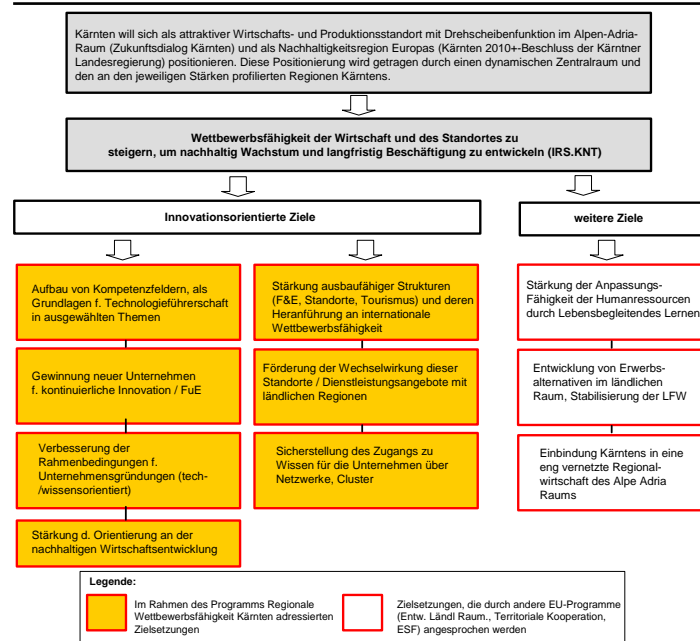 Kärnten will sich als attraktiver Wirtschafts- und Produktionsstandort mit Drehscheibenfunktion im Alpen-Adria-
Raum (Zukunftsdialog Kärnten) und als Nachhaltigkeitsregion Europas (Kärnten 2010+-Beschluss der Kärntner
Landesregierung) positionieren. Diese Positionierung wird getragen durch einen dynamischen Zentralraum und
den an den jeweiligen Stärken profilierten Regionen Kärntens.
Wettbewerbsfähigkeit der Wirtschaft und des Standortes zu
steigern, um nachhaltig Wachstum und langfristig Beschäftigung zu entwickeln (IRS.KNT)
Innovationsorientierte Ziele
Aufbau von Kompetenzfeldern, als
Grundlagen f. Technologieführerschaft
in ausgewählten Themen
Gewinnung neuer Unternehmen
f. kontinuierliche Innovation / FuE
Verbesserung der
Rahmenbedingungen f.
Unternehmensgründungen (tech-
/wissensorientiert)
Stärkung d. Orientierung an der
nachhaltigen Wirtschaftsentwicklung
Stärkung ausbaufähiger Strukturen
(F&E, Standorte, Tourismus) und deren
Heranführung an internationale
Wettbewerbsfähigkeit
Förderung der Wechselwirkung dieser
Standorte / Dienstleistungsangebote mit
ländlichen Regionen
Sicherstellung des Zugangs zu
Wissen für die Unternehmen über
Netzwerke, Cluster
weitere Ziele
Stärkung der Anpassungs-
Fähigkeit der Humanressourcen
durch Lebensbegleitendes Lernen
Entwicklung von Erwerbs-
alternativen im ländlichen
Raum, Stabilisierung der LFW
Einbindung Kärntens in eine
eng vernetzte Regional-
wirtschaft des Alpe Adria
Raums
Legende:
Im Rahmen des Programms Regionale
Wettbewerbsfähigkeit Kärnten adressierten
Zielsetzungen
Zielsetzungen, die durch andere EU-Programme
(Entw. Ländl Raum., Territoriale Kooperation,
ESF) angesprochen werden